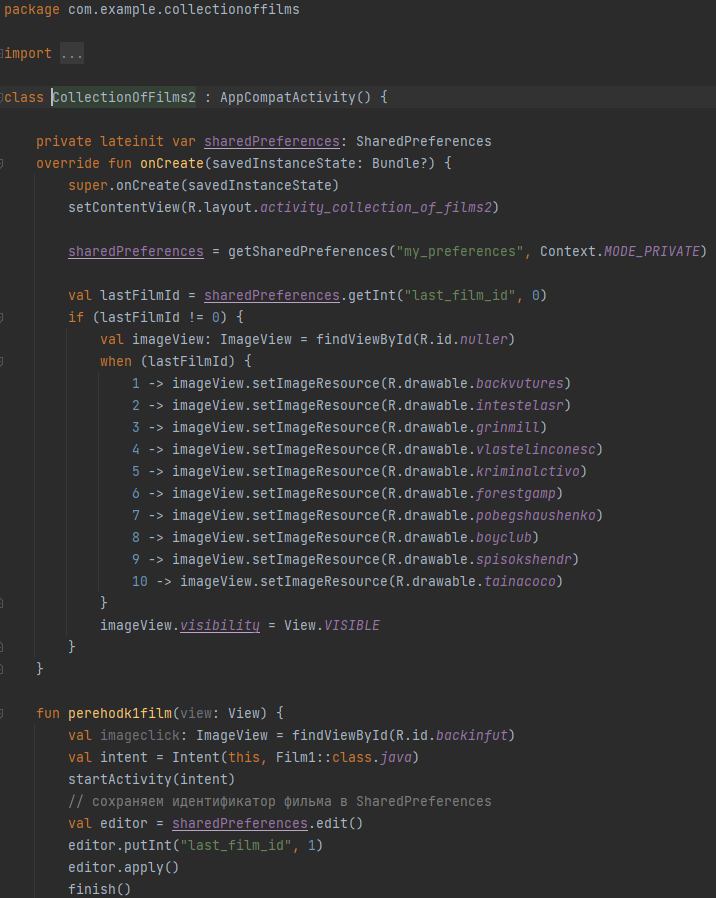 package com.example.collectionoffilms
import ...
class CollectionOfFilms2 : AppCompatActivity() {
private lateinit var sharedPreferences: SharedPreferences
override fun onCreate(savedInstanceState: Bundle?) {
super.onCreate(savedInstanceState)
setContentView(R.layout.activity_collection_of_films2)
sharedPreferences = getSharedPreferences("my_preferences", Context.MODE_PRIVATE)
val lastFilmId = sharedPreferences.getInt("last_film_id", 0)
if (lastFilmId != 0) {
val imageView: ImageView = findViewById(R.id.nuller)
when (lastFilmId) {
1 -> imageView.setImageResource(R.drawable.backvutures)
2 -> imageView.setImageResource(R.drawable.intestelasr)
3 -> imageView.setImageResource(R.drawable.grinmill)
4 -> imageView.setImageResource(R.drawable.vlastelinconesc)
5 -> imageView.setImageResource(R.drawable.kriminalctivo)
6 -> imageView.setImageResource(R.drawable.forestgamp)
7 -> imageView.setImageResource(R.drawable.pobegshaushenko)
8 -> imageView.setImageResource(R.drawable.boyclub)
9 -> imageView.setImageResource(R.drawable.spisokshendr)
10 -> imageView.setImageResource(R.drawable.tainacoco)
}
imageView.visibility = View.VISIBLE
}
}
fun perehodk1film(view: View) {
val imageclick: ImageView = findViewById(R.id.backinfut)
val intent = Intent(this, Film1::class.java)
startActivity(intent)
// сохраняем идентификатор фильма в SharedPreferences
val editor = sharedPreferences.edit()
editor.putInt("last_film_id", 1)
editor.apply()
finish()